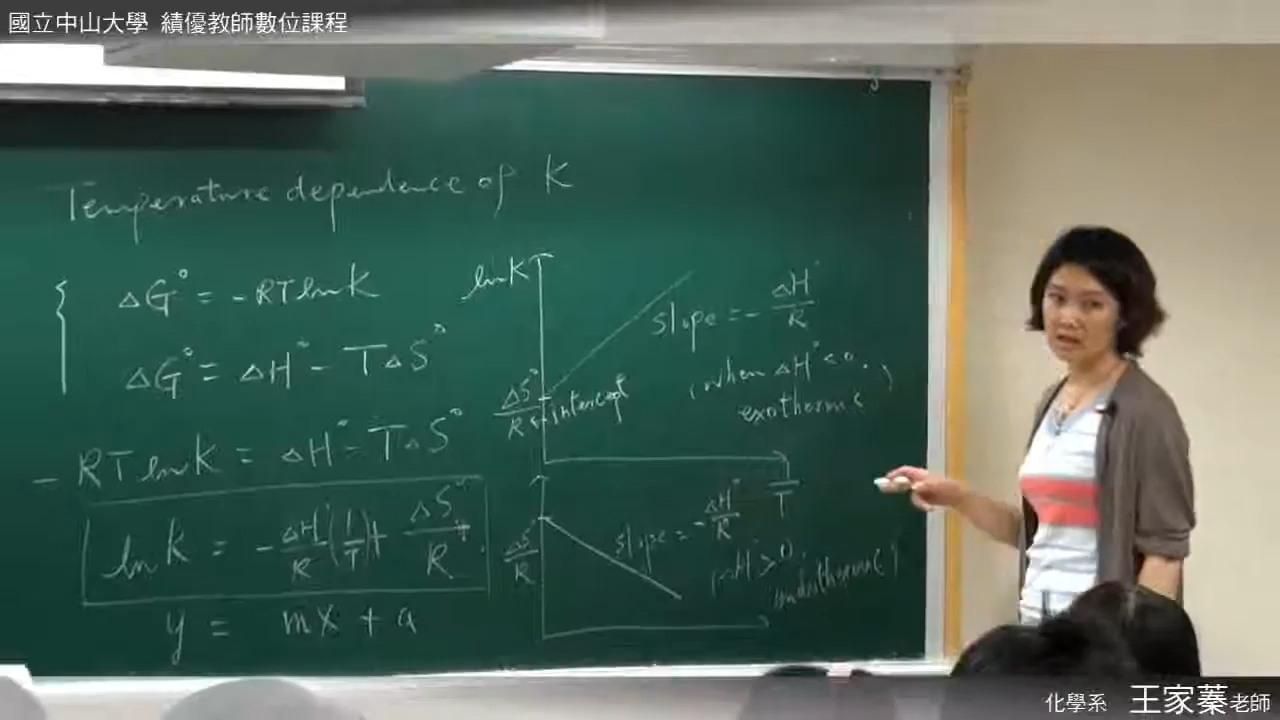 國立中山大學 績優教師數位課程
Temperature dependence of K
ΔG° = -RT ln K
ΔG° = ΔH° - TΔS°
- RT ln K = ΔH° - TΔS°
ln K = - ΔH°/R (1/T) + ΔS°/R
y = mx + a
ln K
slope = - ΔH°/R
(when ΔH° < 0.)
exothermic
ΔS°/R ← intercept
1/T
slope = - ΔH°/R
ΔS/R
ΔH° > 0
化學系 王家蓁老師